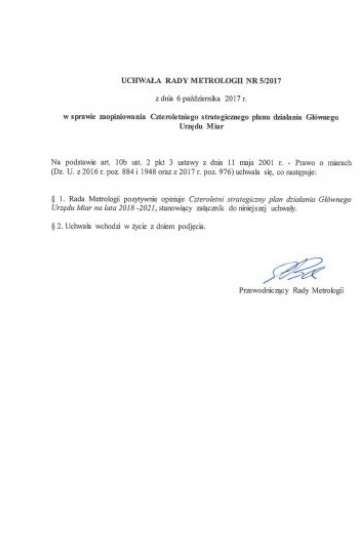 UCHWAŁA RADY METROLOGII NR 5/2017
z dnia 6 października 2017 r.
w sprawie zaopiniowania Czteroletniego strategicznego planu działania Głównego
Urzędu Miar
Na podstawie art. 10b ust. 2 pkt 3 ustawy z dnia 11 maja 2001 r. - Prawo o miarach
(Dz. U. z 2016 r. poz. 884 i 1948 oraz z 2017 r. poz. 976) uchwala się, co następuje:
§ 1. Rada Metrologii pozytywnie opiniuje Czteroletni strategiczny plan działania Głównego
Urzędu Miar na lata 2018 -2021, stanowiący załącznik do niniejszej uchwały.
§ 2. Uchwała wchodzi w życie z dniem podjęcia.
Przewodniczący Rady Metrologii